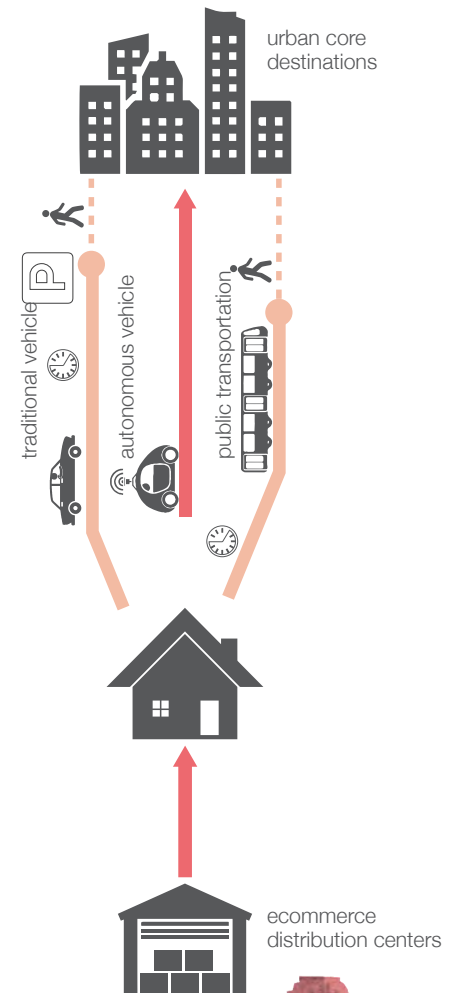 urban core
destinations
P
traditional vehicle
autonomous vehicle
public transportation
ecommerce
distribution centers